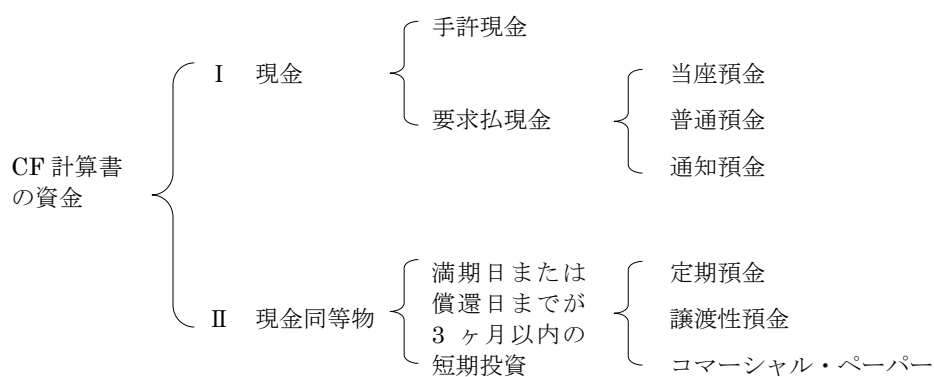 手許現金
Ⅰ 現金
当座預金
要求払現金
普通預金
通知預金
CF 計算書
の資金
満期日または
償還日までが
3 ヶ月以内の
短期投資
Ⅱ 現金同等物
定期預金
譲渡性預金
コマーシャル・ペーパー